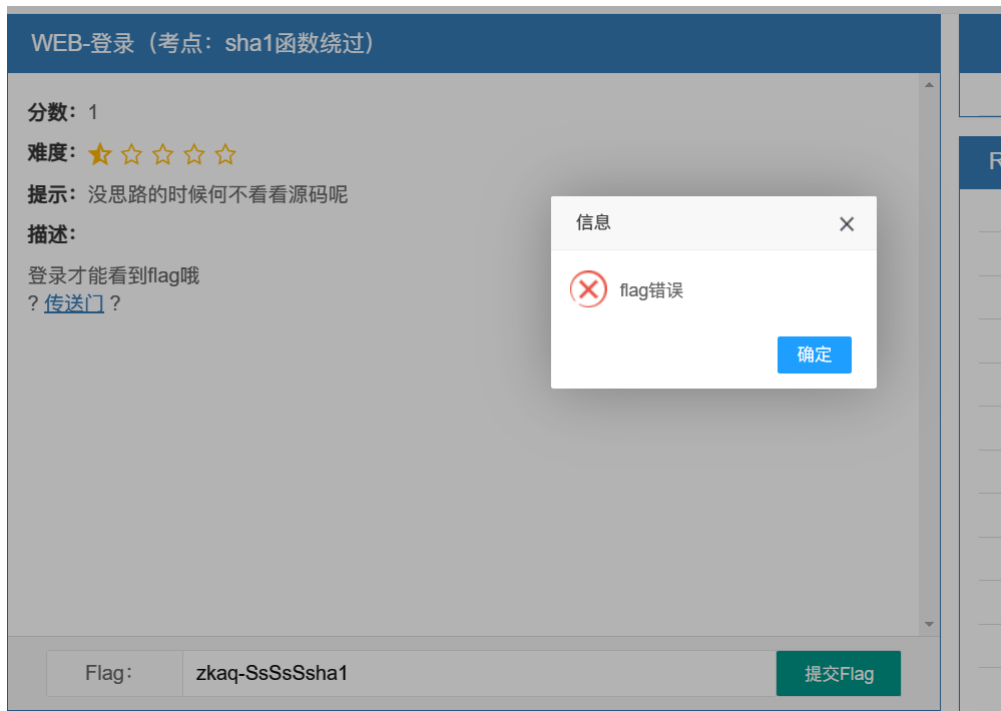 WEB-登录（考点：sha1函数绕过）
分数：1
难度：
提示：没思路的时候何不看看源码呢
描述：
登录才能看到flag哦
? 传送门 ?
信息
flag错误
确定
R
Flag：
zkaq-SsSsSsha1
提交Flag